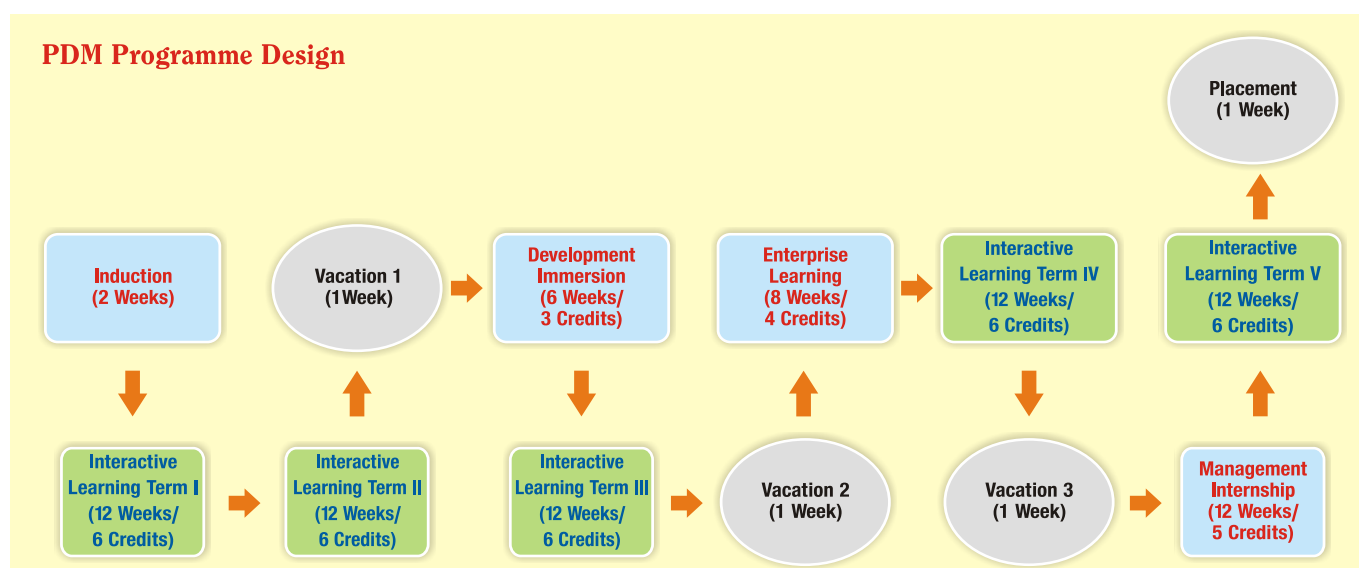 PDM Programme Design
Induction
(2 Weeks)
Interactive
Learning Term I
(12 Weeks/
6 Credits)
Interactive
Learning Term II
(12 Weeks/
6 Credits)
Vacation 1
(1Week)
Development
Immersion
(6 Weeks/
3 Credits)
Interactive
Learning Term III
(12 Weeks/
6 Credits)
Vacation 2
(1 Week)
Enterprise
Learning
(8 Weeks/
4 Credits)
Interactive
Learning Term IV
(12 Weeks/
6 Credits)
Vacation 3
(1 Week)
Management
Internship
(12 Weeks/
5 Credits)
Interactive
Learning Term V
(12 Weeks/
6 Credits)
Placement
(1 Week)